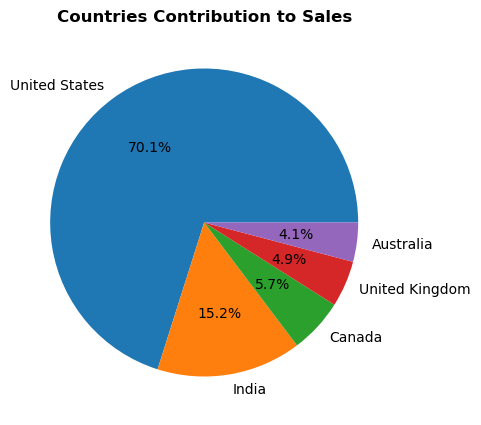 Countries Contribution to Sales
United States
70.1%
4.1%
Australia
4.9%
United Kingdom
5.7%
Canada
15.2%
India